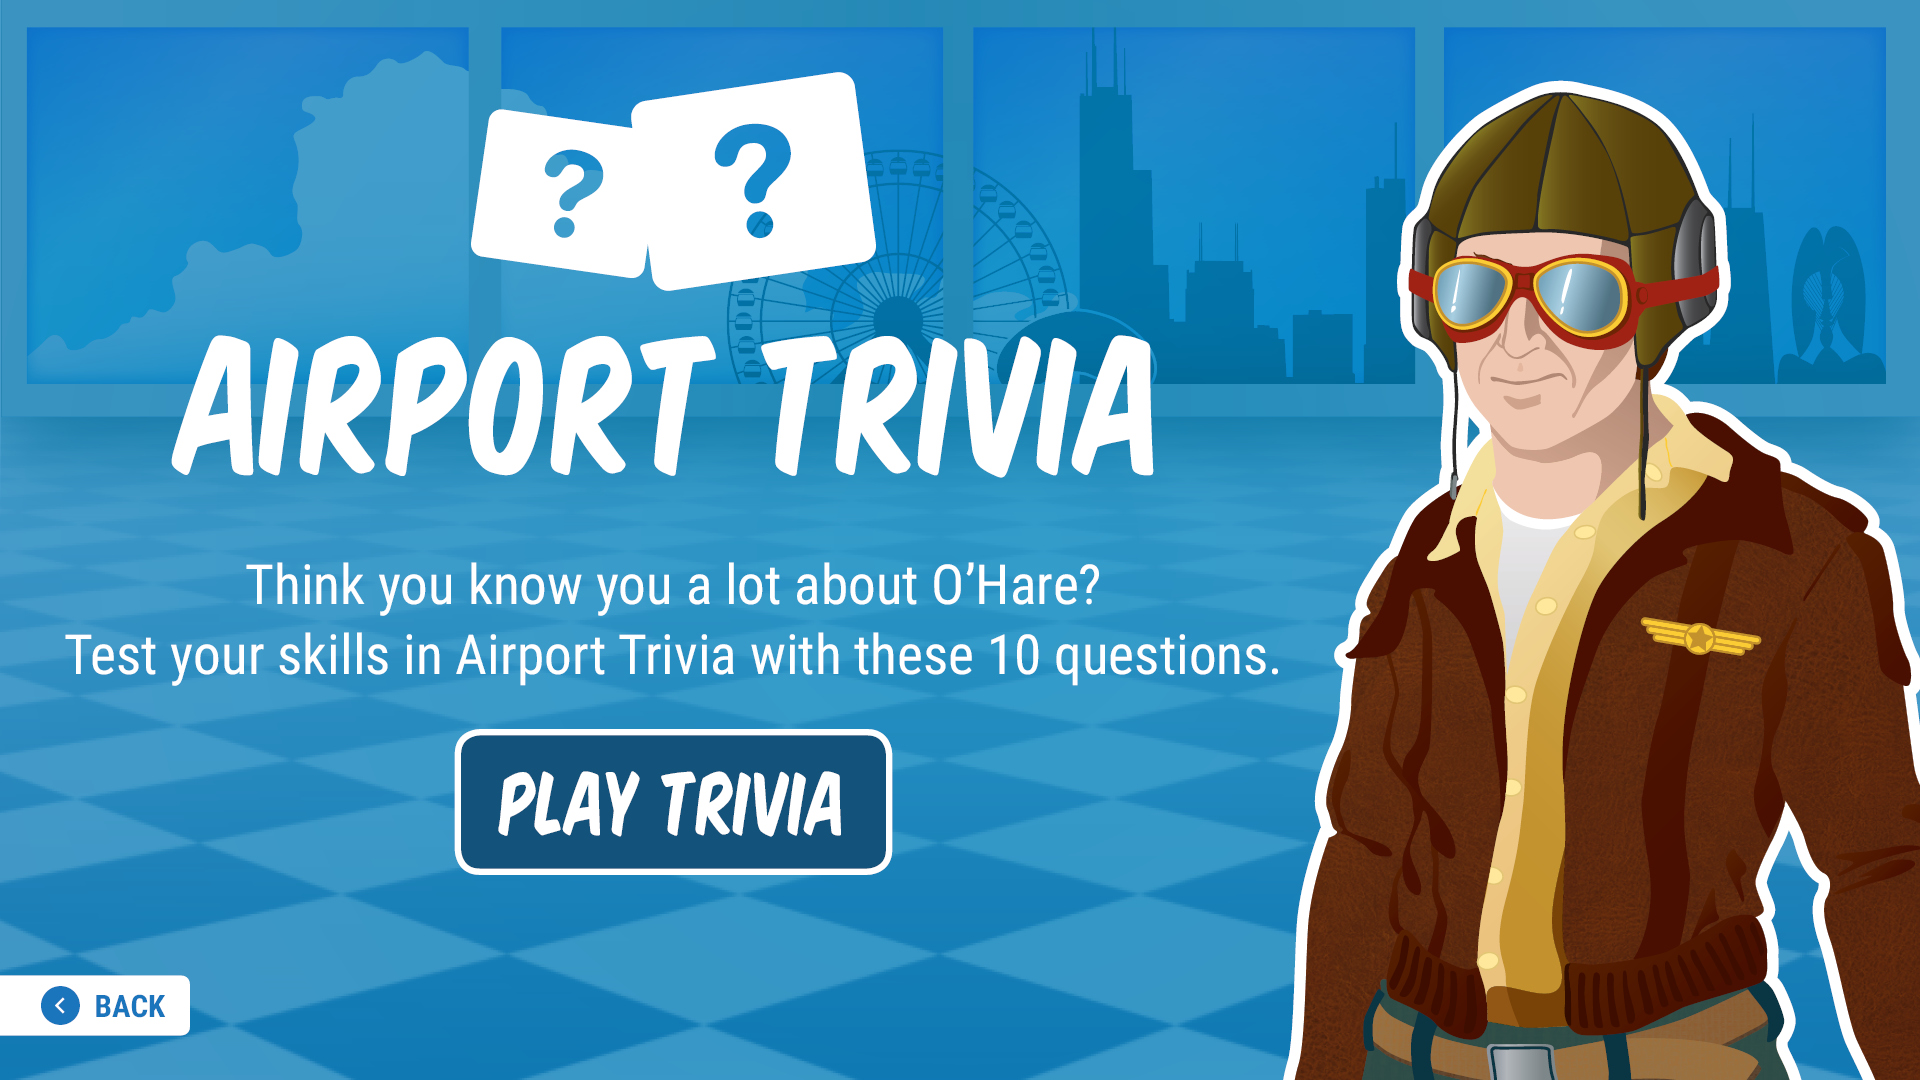 ? ?
AIRPORT TRIVIA
Think you know you a lot about O’Hare?
Test your skills in Airport Trivia with these 10 questions.
PLAY TRIVIA
BACK